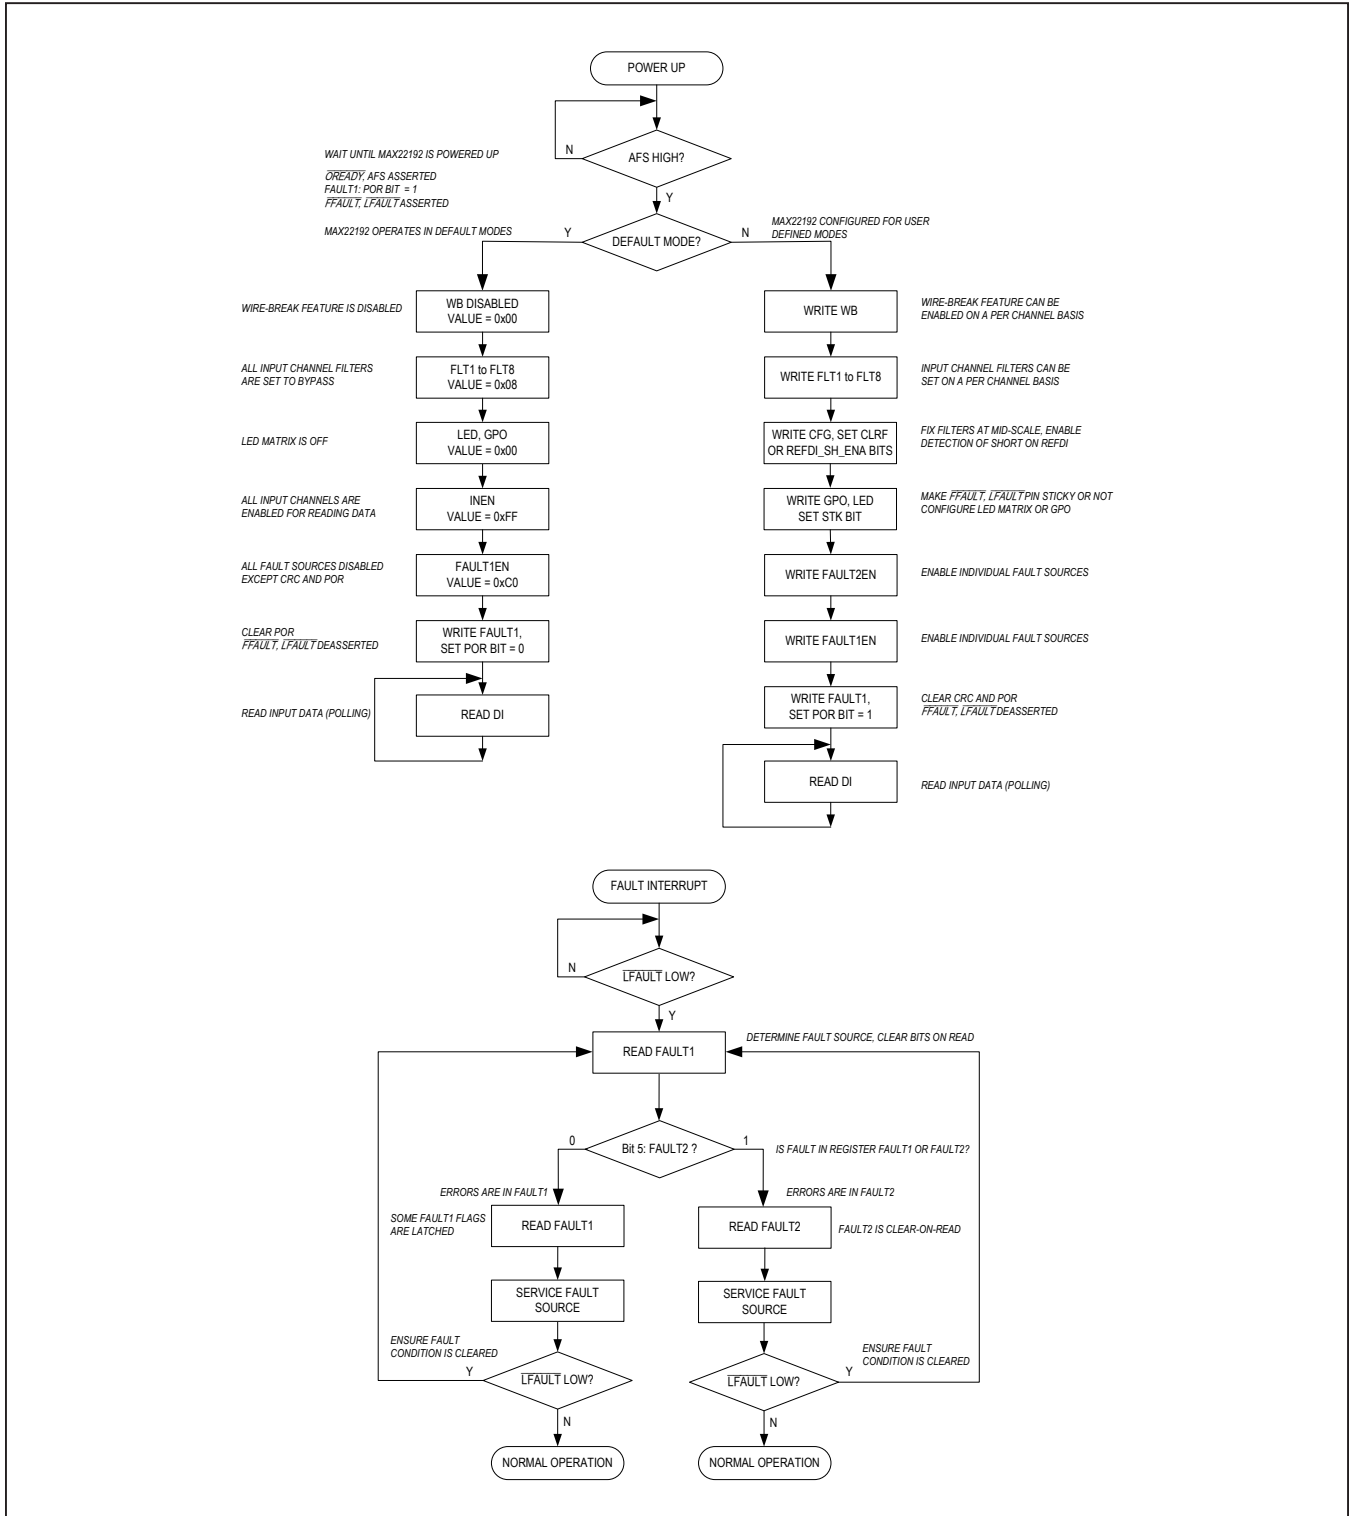 POWER UP
N
AFS HIGH?
Y
WAIT UNTIL MAX22192 IS POWERED UP
OREADY, AFS ASSERTED
FAULT1: POR BIT = 1
FFAULT, LFAULT ASSERTED
MAX22192 OPERATES IN DEFAULT MODES
Y
DEFAULT MODE?
N
MAX22192 CONFIGURED FOR USER
DEFINED MODES
WIRE-BREAK FEATURE IS DISABLED
WB DISABLED
VALUE = 0x00
ALL INPUT CHANNEL FILTERS
ARE SET TO BYPASS
FLT1 to FLT8
VALUE = 0x08
LED MATRIX IS OFF
LED, GPO
VALUE = 0x00
ALL INPUT CHANNELS ARE
ENABLED FOR READING DATA
INEN
VALUE = 0xFF
ALL FAULT SOURCES DISABLED
EXCEPT CRC AND POR
FAULT1EN
VALUE = 0xC0
CLEAR POR
FFAULT, LFAULT DEASSERTED
WRITE FAULT1,
SET POR BIT = 0
READ INPUT DATA (POLLING)
READ DI
WRITE WB
WIRE-BREAK FEATURE CAN BE
ENABLED ON A PER CHANNEL BASIS
WRITE FLT1 to FLT8
INPUT CHANNEL FILTERS CAN BE
SET ON A PER CHANNEL BASIS
WRITE CFG, SET CLRF
OR REFDI_SH_ENA BITS
FIX FILTERS AT MID-SCALE, ENABLE
DETECTION OF SHORT ON REFDI
WRITE GPO, LED
SET STK BIT
MAKE FFAULT, LFAULT PIN STICKY OR NOT
CONFIGURE LED MATRIX OR GPO
WRITE FAULT2EN
ENABLE INDIVIDUAL FAULT SOURCES
WRITE FAULT1EN
ENABLE INDIVIDUAL FAULT SOURCES
WRITE FAULT1,
SET POR BIT = 1
CLEAR CRC AND POR
FFAULT, LFAULT DEASSERTED
READ DI
READ INPUT DATA (POLLING)
FAULT INTERRUPT
N
LFAULT LOW?
Y
READ FAULT1
DETERMINE FAULT SOURCE, CLEAR BITS ON READ
0
Bit 5: FAULT2 ?
1
IS FAULT IN REGISTER FAULT1 OR FAULT2?
ERRORS ARE IN FAULT1
SOME FAULT1 FLAGS
ARE LATCHED
READ FAULT1
SERVICE FAULT
SOURCE
ENSURE FAULT
CONDITION IS CLEARED
Y
LFAULT LOW?
N
NORMAL OPERATION
ERRORS ARE IN FAULT2
READ FAULT2
FAULT2 IS CLEAR-ON-READ
SERVICE FAULT
SOURCE
ENSURE FAULT
CONDITION IS CLEARED
LFAULT LOW?
Y
N
NORMAL OPERATION